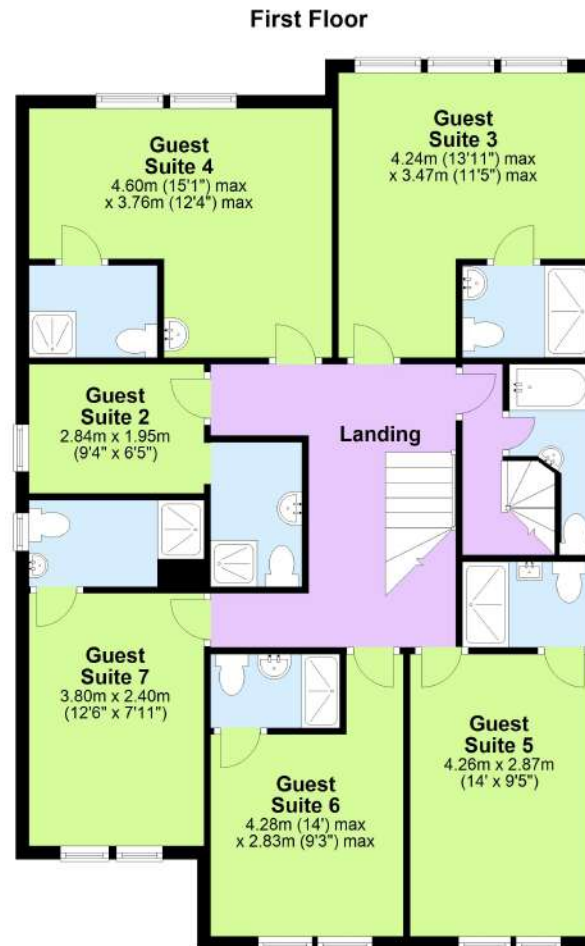 First Floor
Guest
Suite 4
4.60m (15'1") max
x 3.76m (12'4") max
Guest
Suite 3
4.24m (13'11") max
x 3.47m (11'5") max
Guest
Suite 2
2.84m x 1.95m
(9'4" x 6'5")
Landing
Guest
Suite 7
3.80m x 2.40m
(12'6" x 7'11")
Guest
Suite 6
4.28m (14') max
x 2.83m (9'3") max
Guest
Suite 5
4.26m x 2.87m
(14' x 9'5")